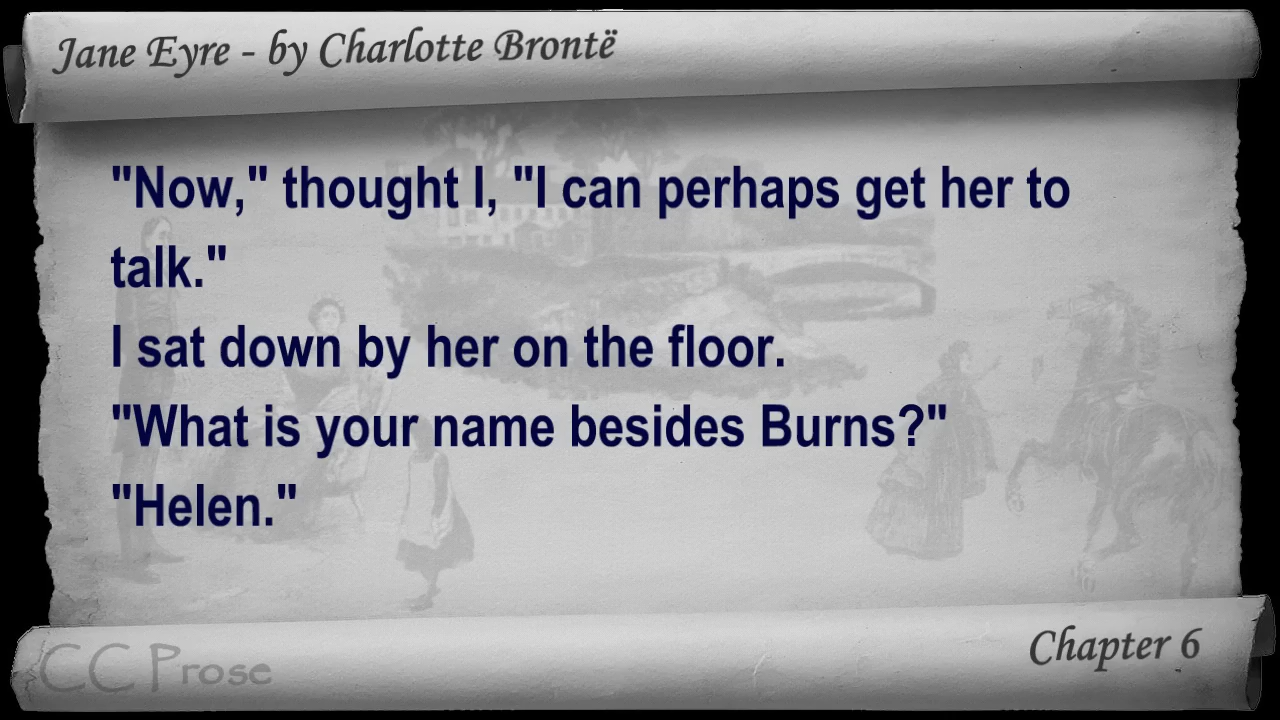 Jane Eyre - by Charlotte Brontë
"Now," thought I, "I can perhaps get her to
talk."
I sat down by her on the floor.
"What is your name besides Burns?"
"Helen."
Chapter 6
CC Prose